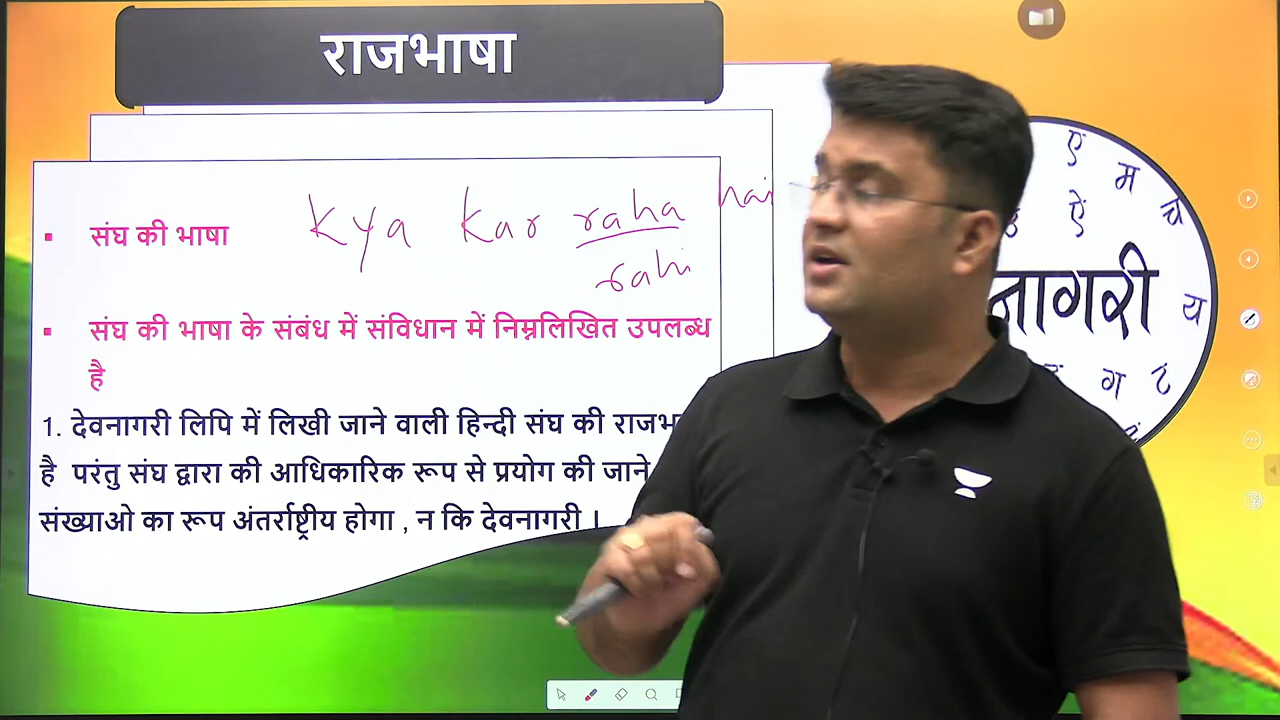 राजभाषा
संघ की भाषा
kya kar raha hai
rahi
संघ की भाषा के संबंध में संविधान में निम्नलिखित उपलब्ध
है
1. देवनागरी लिपि में लिखी जाने वाली हिन्दी संघ की
है परंतु संघ द्वारा की आधिकारिक रूप से प्रयोग की जाने
संख्याओ का रूप अंतर्राष्ट्रीय होगा , न कि देवनागरी ।
ऐं म
ऐं
नागरी य
ग ट